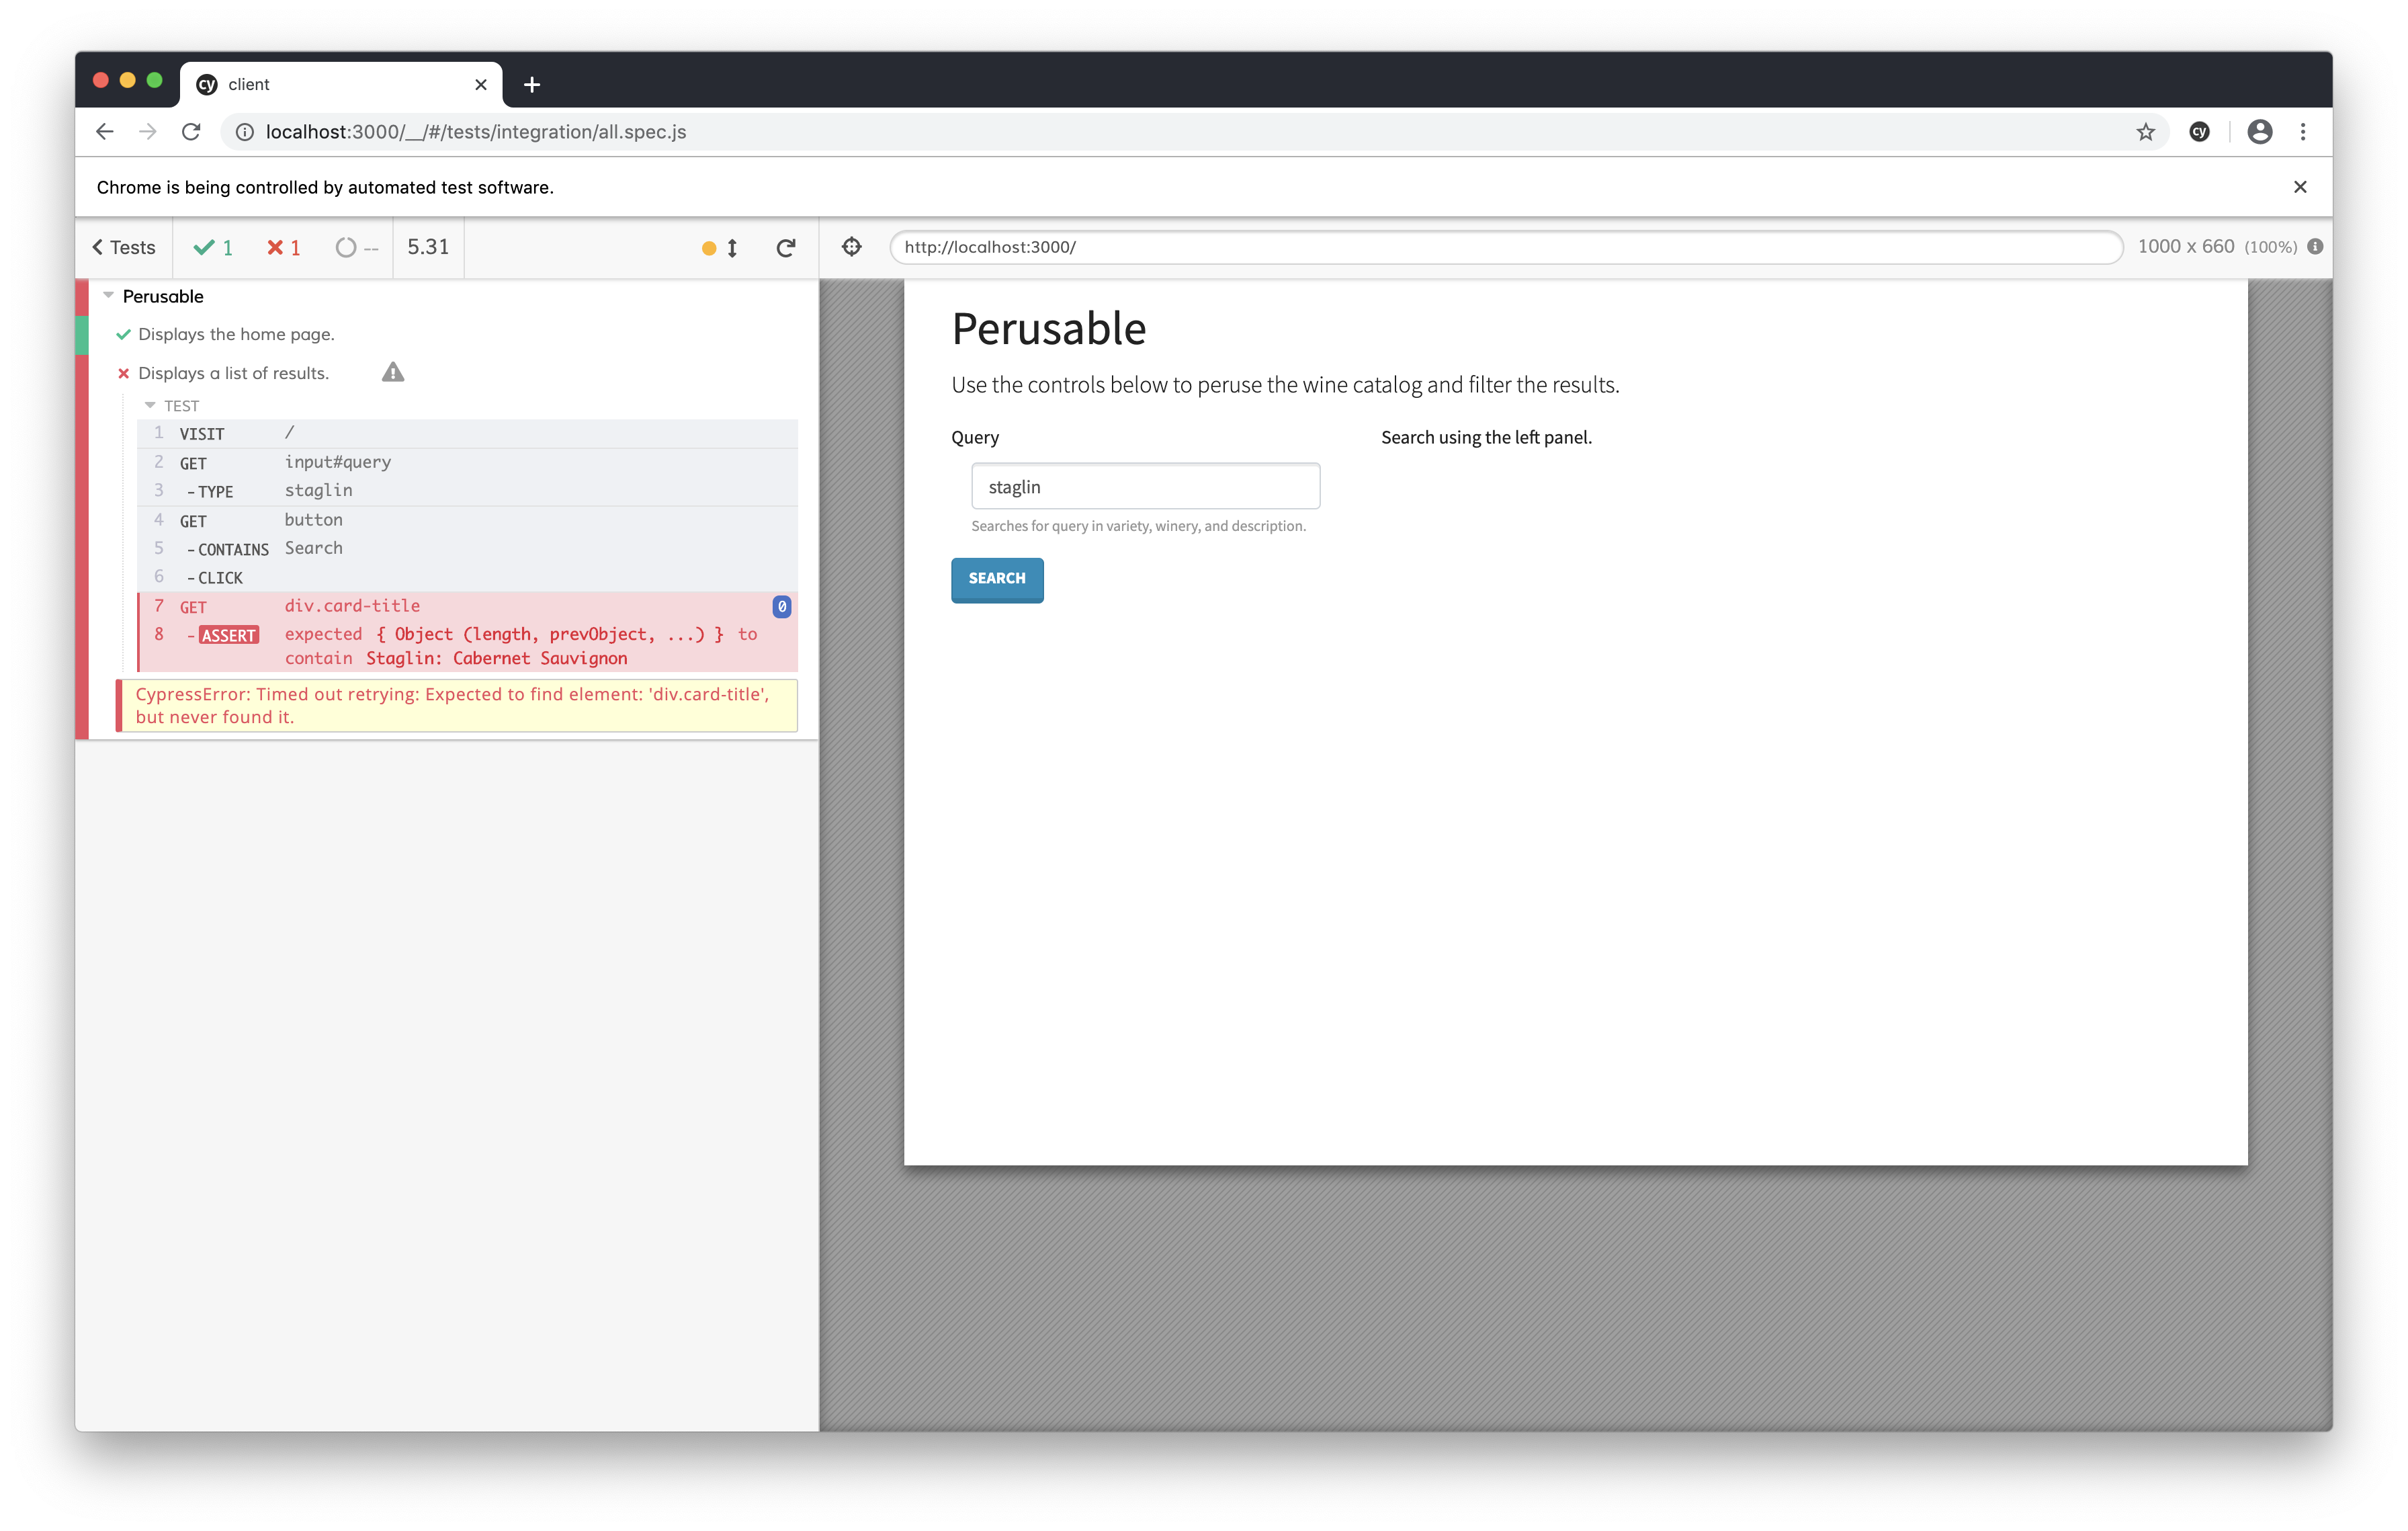 cy client
localhost:3000/__/#/tests/integration/all.spec.js
cy
Chrome is being controlled by automated test software.
Tests 1 1 -- 5.31
http://localhost:3000/ 1000 x 660 (100%)
Perusable
Displays the home page.
Displays a list of results.
TEST
1 VISIT /
2 GET input#query
3 -TYPE staglin
4 GET button
5 -CONTAINS Search
6 -CLICK
7 GET div.card-title 0
8 -ASSERT expected { Object (length, prevObject, ...) } to
contain Staglin: Cabernet Sauvignon
CypressError: Timed out retrying: Expected to find element: 'div.card-title',
but never found it.
Perusable
Use the controls below to peruse the wine catalog and filter the results.
Query
staglin
Searches for query in variety, winery, and description.
SEARCH
Search using the left panel.